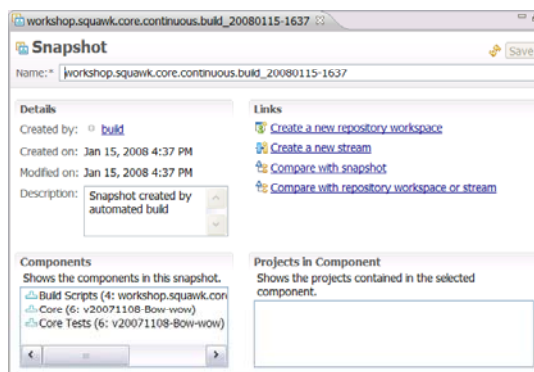 workshop.squawk.core.continuous.build_20080115-1637
Snapshot
Save
Name:* workshop.squawk.core.continuous.build_20080115-1637
Details
Created by: build
Created on: Jan 15, 2008 4:37 PM
Modified on: Jan 15, 2008 4:37 PM
Description: Snapshot created by
automated build
Links
Create a new repository workspace
Create a new stream
Compare with snapshot
Compare with repository workspace or stream
Components
Shows the components in this snapshot.
Build Scripts (4: workshop.squawk.core
Core (6: v20071108-Bow-wow)
Core Tests (6: v20071108-Bow-wow)
Projects in Component
Shows the projects contained in the selected
component.